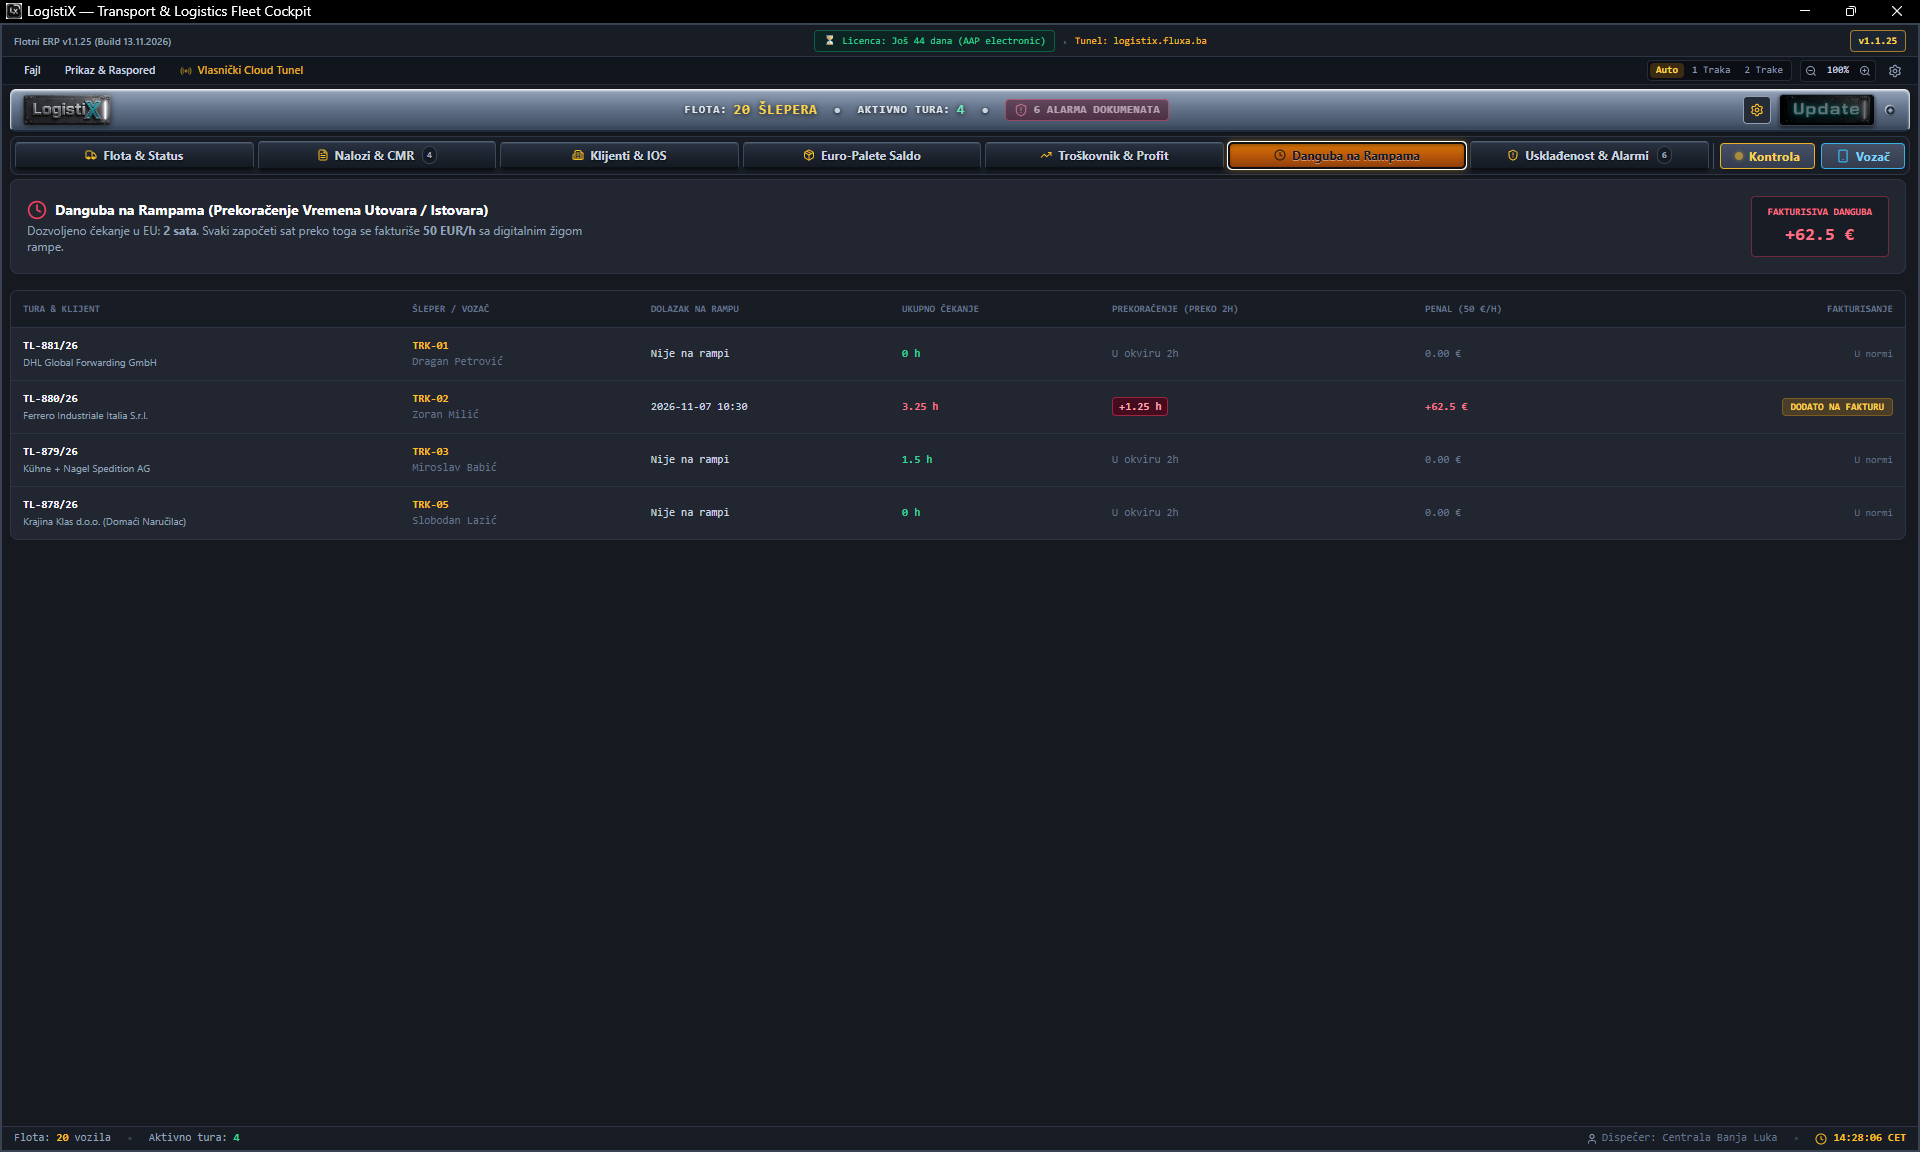 LogistiX — Transport & Logistics Fleet Cockpit
Flotni ERP v1.1.25 (Build 13.11.2026)
Licenca: Još 44 dana (AAP electronic)
Tunel: logistix.fluxa.ba
v1.1.25
Fajl
Prikaz & Raspored
Vlasnički Cloud Tunel
Auto
1 Traka
2 Trake
100%
LogistiX
FLOTA: 20 ŠLEPERA
AKTIVNO TURA: 4
6 ALARMA DOKUMENATA
Update
Flota & Status
Nalozi & CMR 4
Klijenti & IOS
Euro-Palete Saldo
Troškovnik & Profit
Danguba na Rampama
Usklađenost & Alarmi 6
Kontrola
Vozač
Danguba na Rampama (Prekoračenje Vremena Utovara / Istovara)
Dozvoljeno čekanje u EU: 2 sata. Svaki započeti sat preko toga se fakturiše 50 EUR/h sa digitalnim žigom
rampe.
FAKTURISIVA DANGUBA
+62.5 €
TURA & KLIJENT
ŠLEPER / VOZAČ
DOLAZAK NA RAMPU
UKUPNO ČEKANJE
PREKORAČENJE (PREKO 2H)
PENAL (50 €/H)
FAKTURISANJE
TL-881/26
DHL Global Forwarding GmbH
TRK-01
Dragan Petrović
Nije na rampi
0 h
U okviru 2h
0.00 €
U normi
TL-880/26
Ferrero Industriale Italia S.r.l.
TRK-02
Zoran Milić
2026-11-07 10:30
3.25 h
+1.25 h
+62.5 €
DODATO NA FAKTURU
TL-879/26
Kühne + Nagel Spedition AG
TRK-03
Miroslav Babić
Nije na rampi
1.5 h
U okviru 2h
0.00 €
U normi
TL-878/26
Krajina Klas d.o.o. (Domaći Naručilac)
TRK-05
Slobodan Lazić
Nije na rampi
0 h
U okviru 2h
0.00 €
U normi
Flota: 20 vozila
Aktivno tura: 4
Dispečer: Centrala Banja Luka
14:28:06 CET